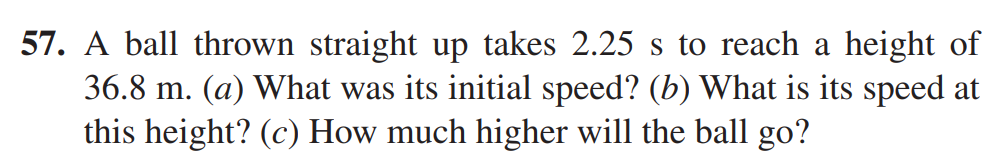 57. A ball thrown straight up takes 2.25 s to reach a height of
36.8 m. (a) What was its initial speed? (b) What is its speed at
this height? (c) How much higher will the ball go?